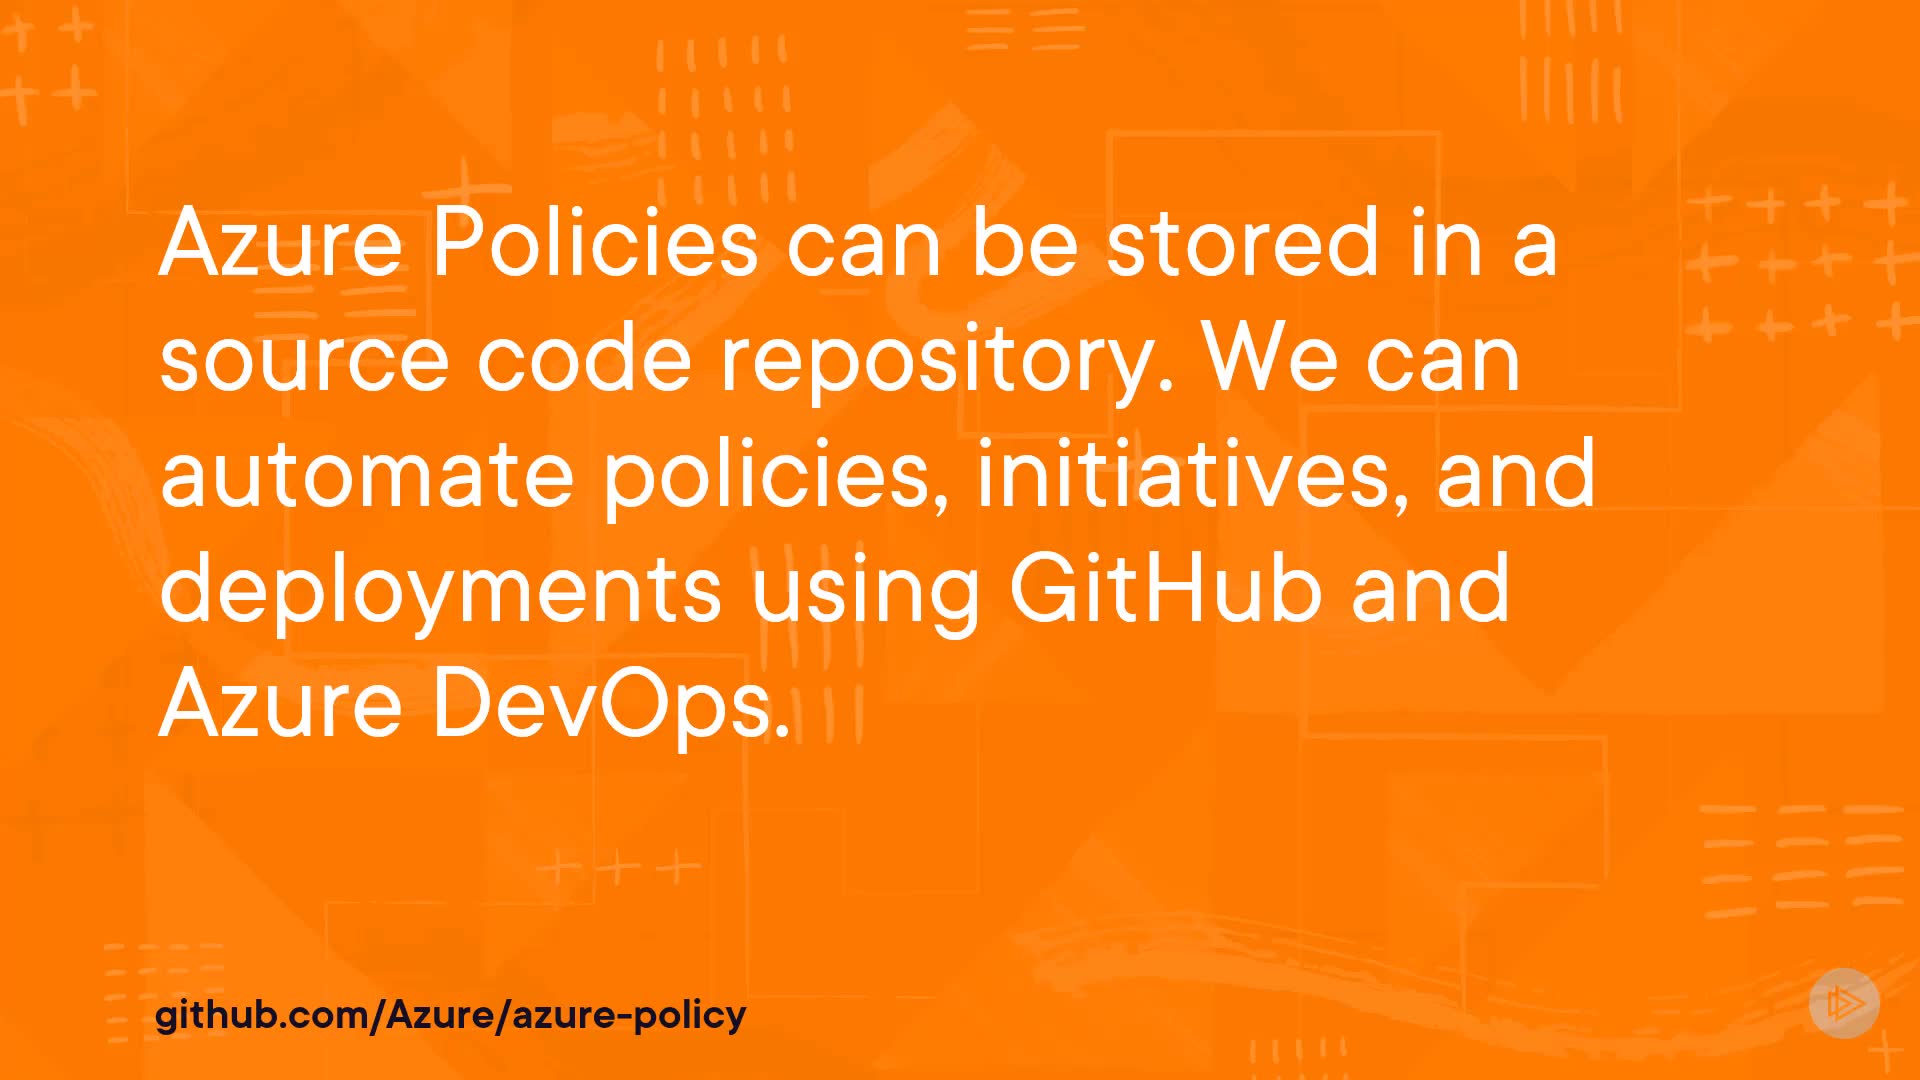 Azure Policies can be stored in a
source code repository. We can
automate policies, initiatives, and
deployments using GitHub and
Azure DevOps.
github.com/Azure/azure-policy